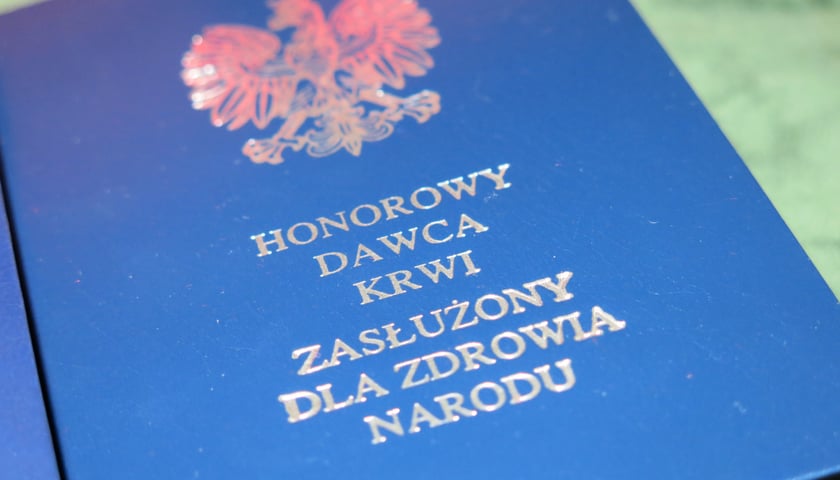 HONOROWY
DAWCA
KRWI
ZASŁUŻONY
DLA ZDROWIA
NARODU